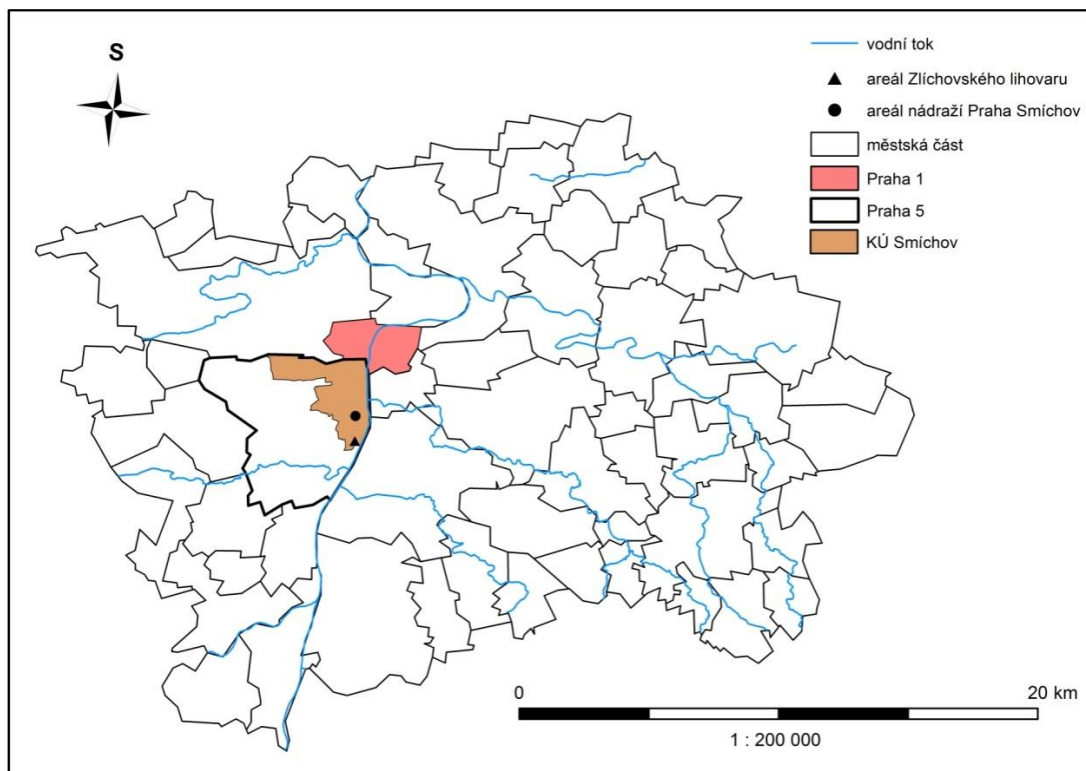 S
vodní tok
areál Zlíchovského lihovaru
areál nádraží Praha Smíchov
městská část
Praha 1
Praha 5
KÚ Smíchov
0
20 km
1 : 200 000